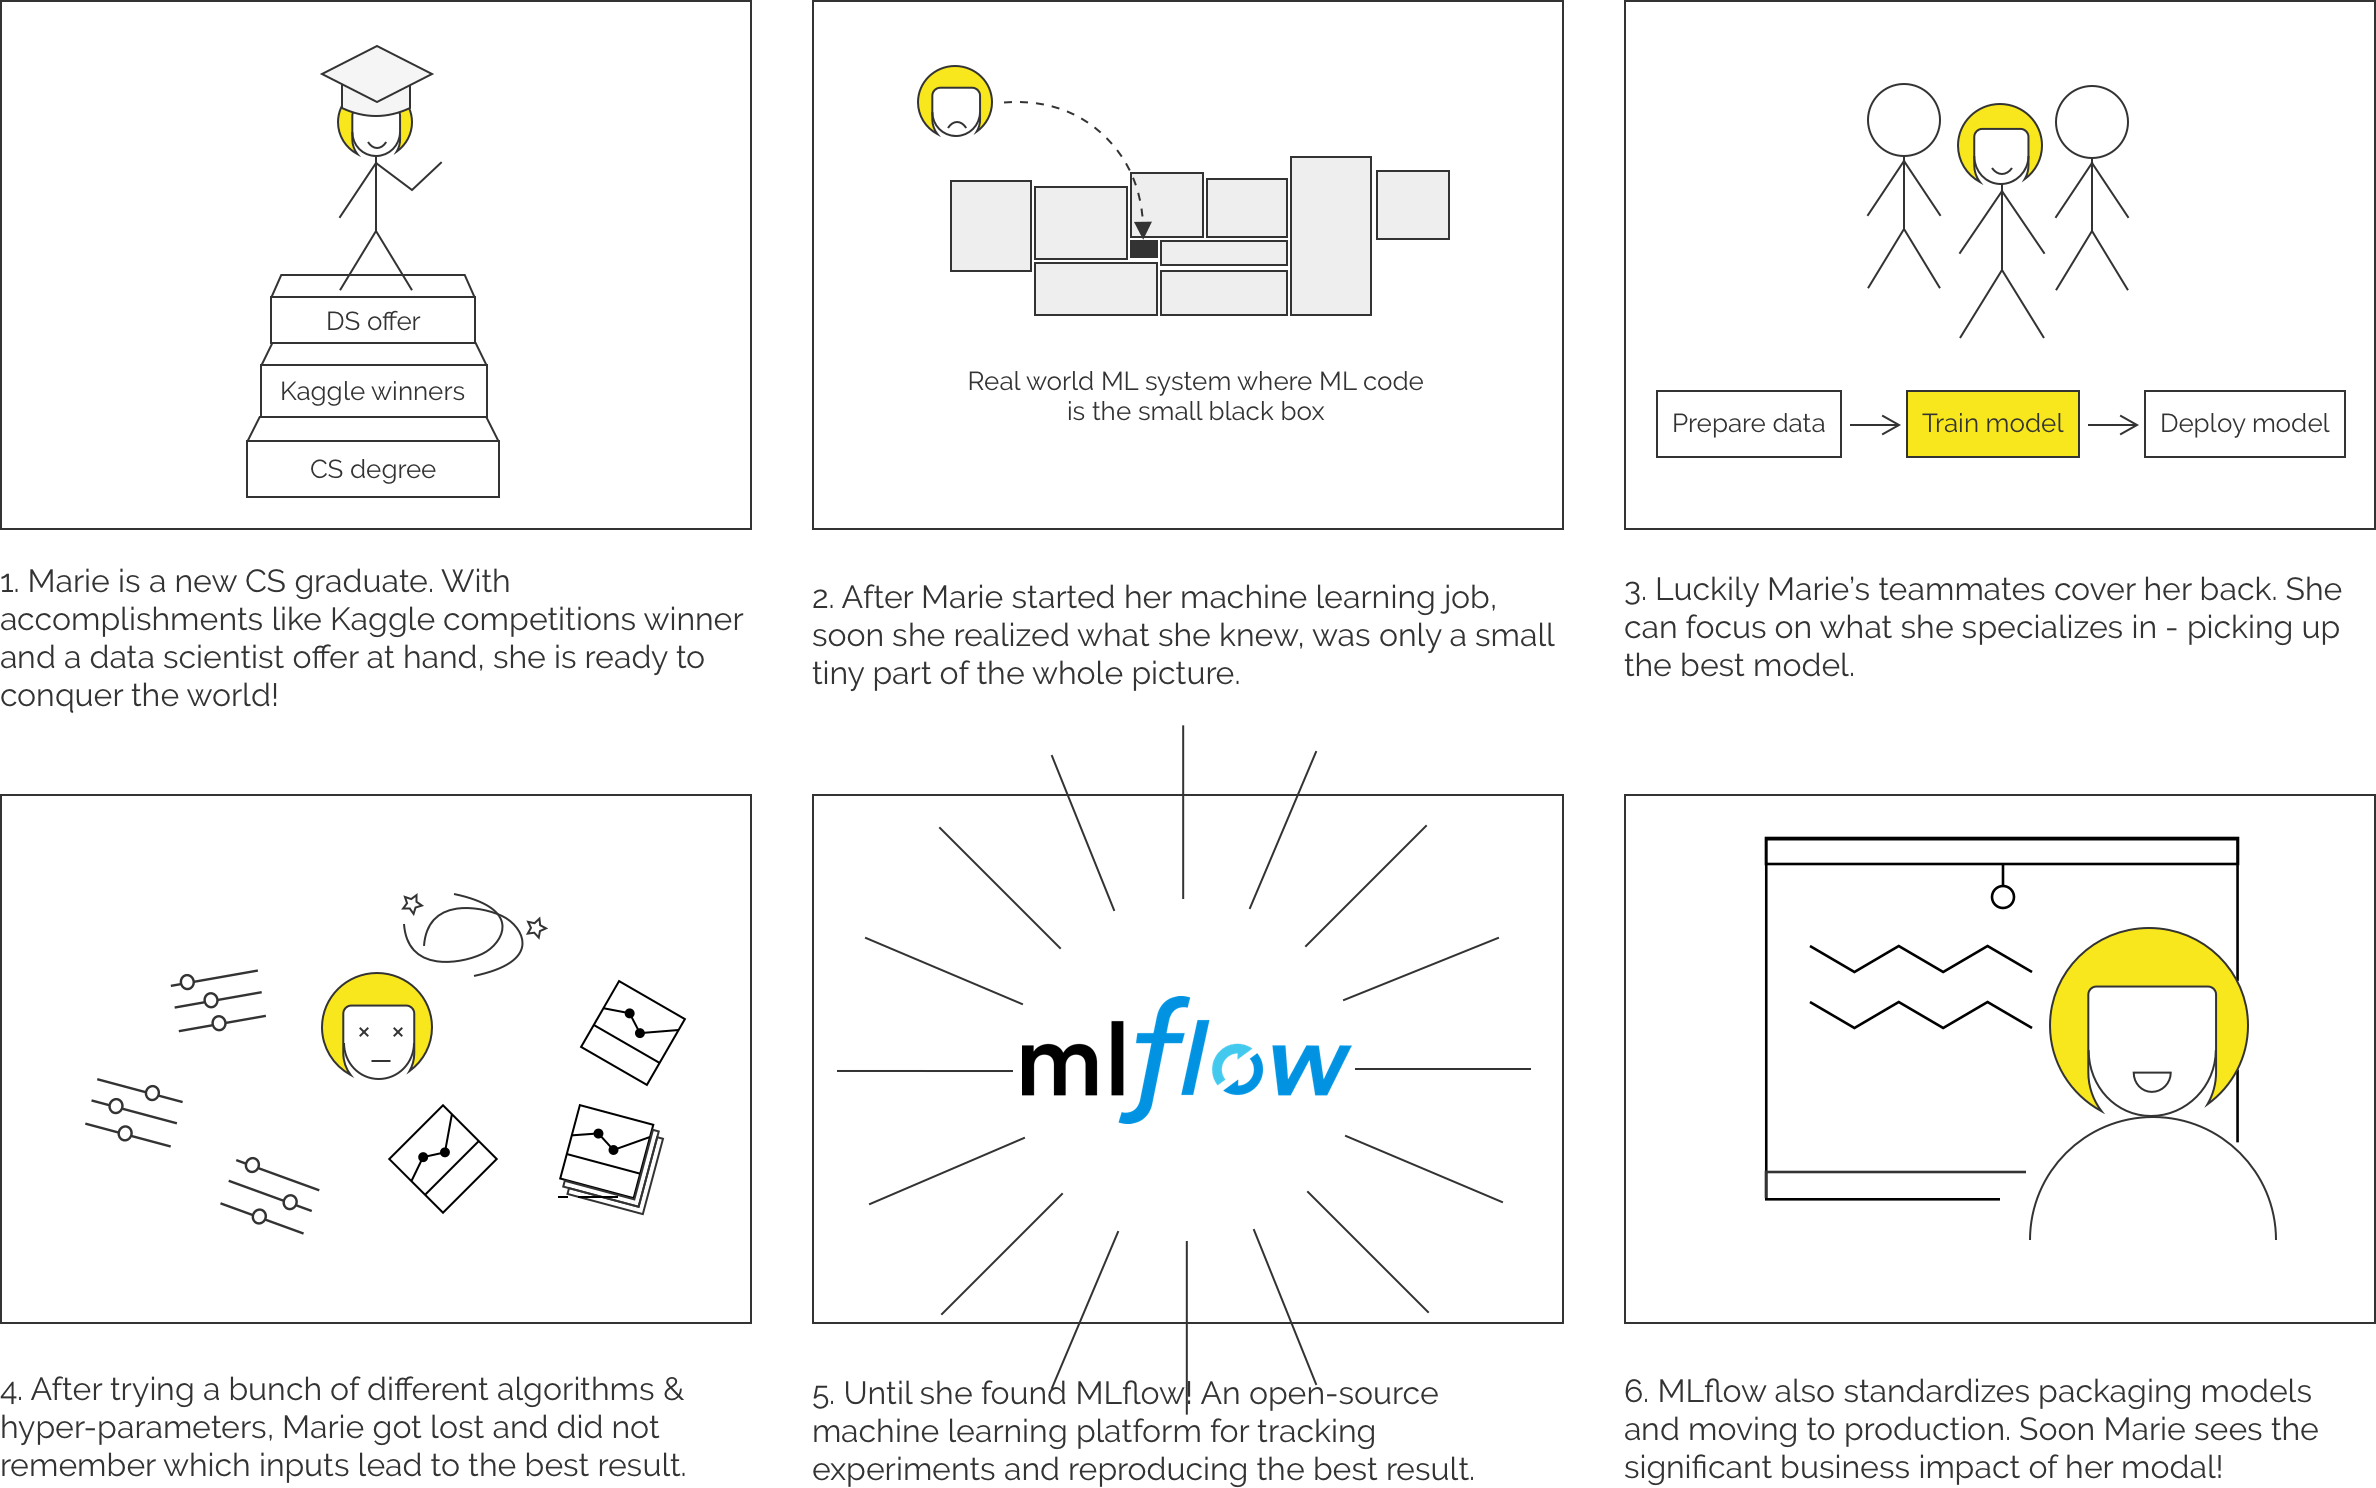 DS offer
Kaggle winners
CS degree
1. Marie is a new CS graduate. With
accomplishments like Kaggle competitions winner
and a data scientist offer at hand, she is ready to
conquer the world!
Real world ML system where ML code
is the small black box
2. After Marie started her machine learning job,
soon she realized what she knew, was only a small
tiny part of the whole picture.
Prepare data
Train model
Deploy model
3. Luckily Marie's teammates cover her back. She
can focus on what she specializes in - picking up
the best model.
4. After trying a bunch of different algorithms &
hyper-parameters, Marie got lost and did not
remember which inputs lead to the best result.
mlflow
5. Until she found MLflow! An open-source
machine learning platform for tracking
experiments and reproducing the best result.
6. MLflow also standardizes packaging models
and moving to production. Soon Marie sees the
significant business impact of her modal!